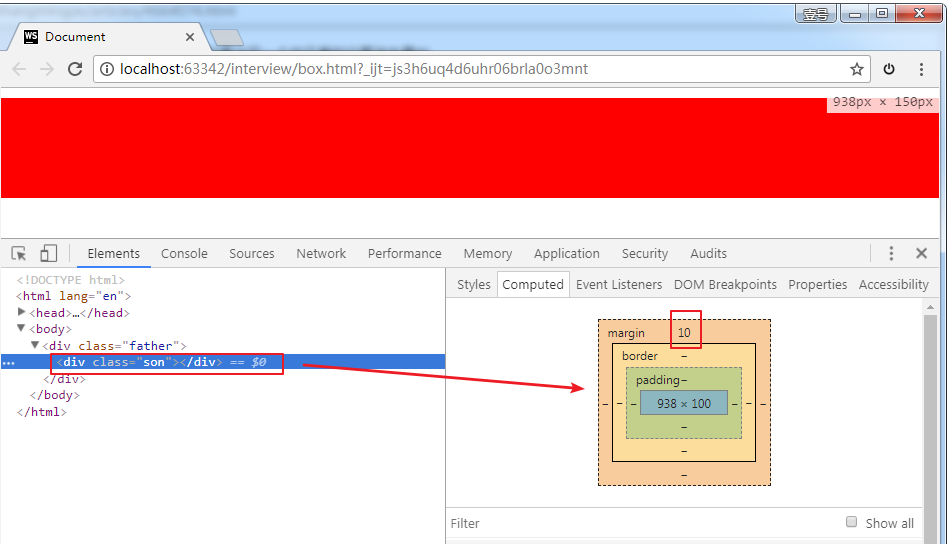 壹号
Document
localhost:63342/interview/box.html?_ijt=js3h6uq4d6uhr06brla0o3mnt
938px × 150px
Elements Console Sources Network Performance Memory Application Security Audits
Styles Computed Event Listeners DOM Breakpoints Properties Accessibility
<!DOCTYPE html>
<html lang="en">
<head>…</head>
<body>
<div class="father">
<div class="son"></div> == $0
</div>
</body>
</html>
margin 10
border –
padding –
– – – 938 × 100 – – –
–
–
–
Filter Show all